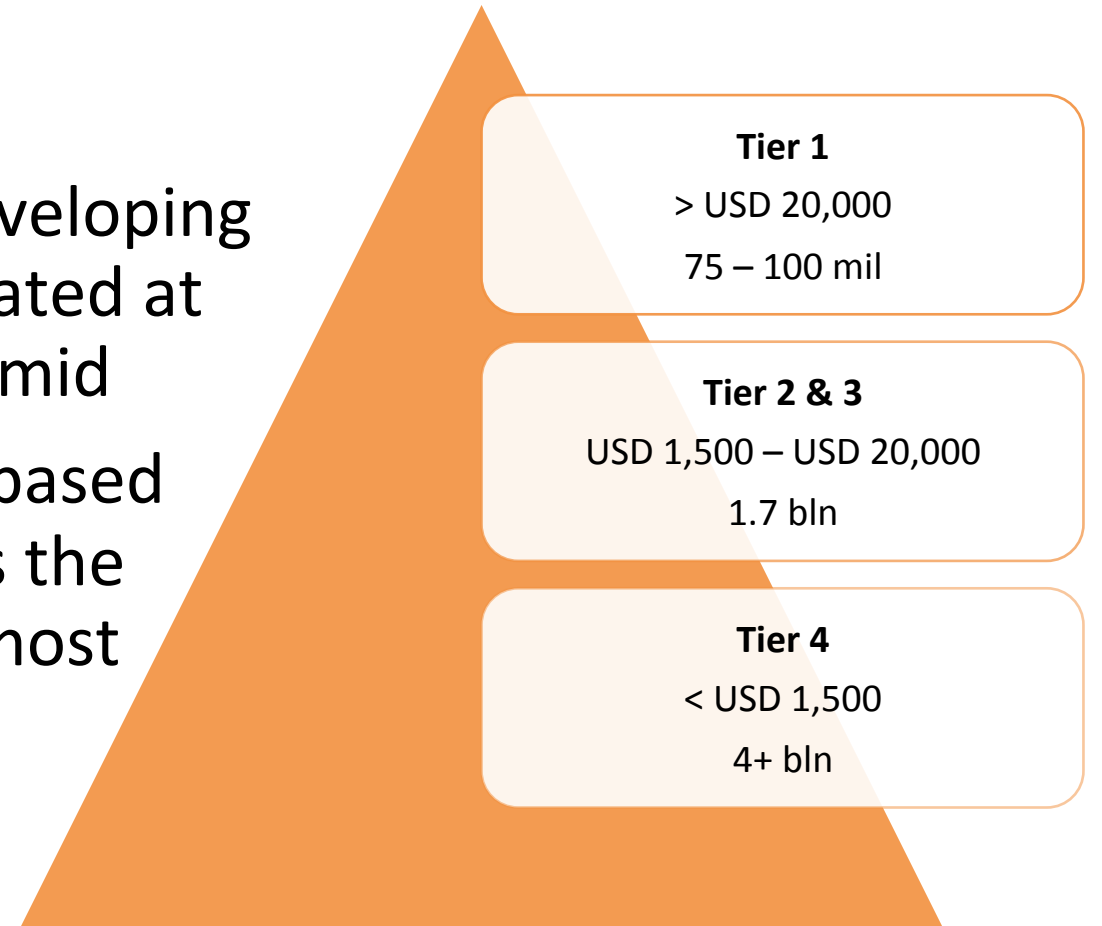 veloping
ated at
mid
based
s the
nost
Tier 1
> USD 20,000
75 – 100 mil
Tier 2 & 3
USD 1,500 – USD 20,000
1.7 bln
Tier 4
< USD 1,500
4+ bln